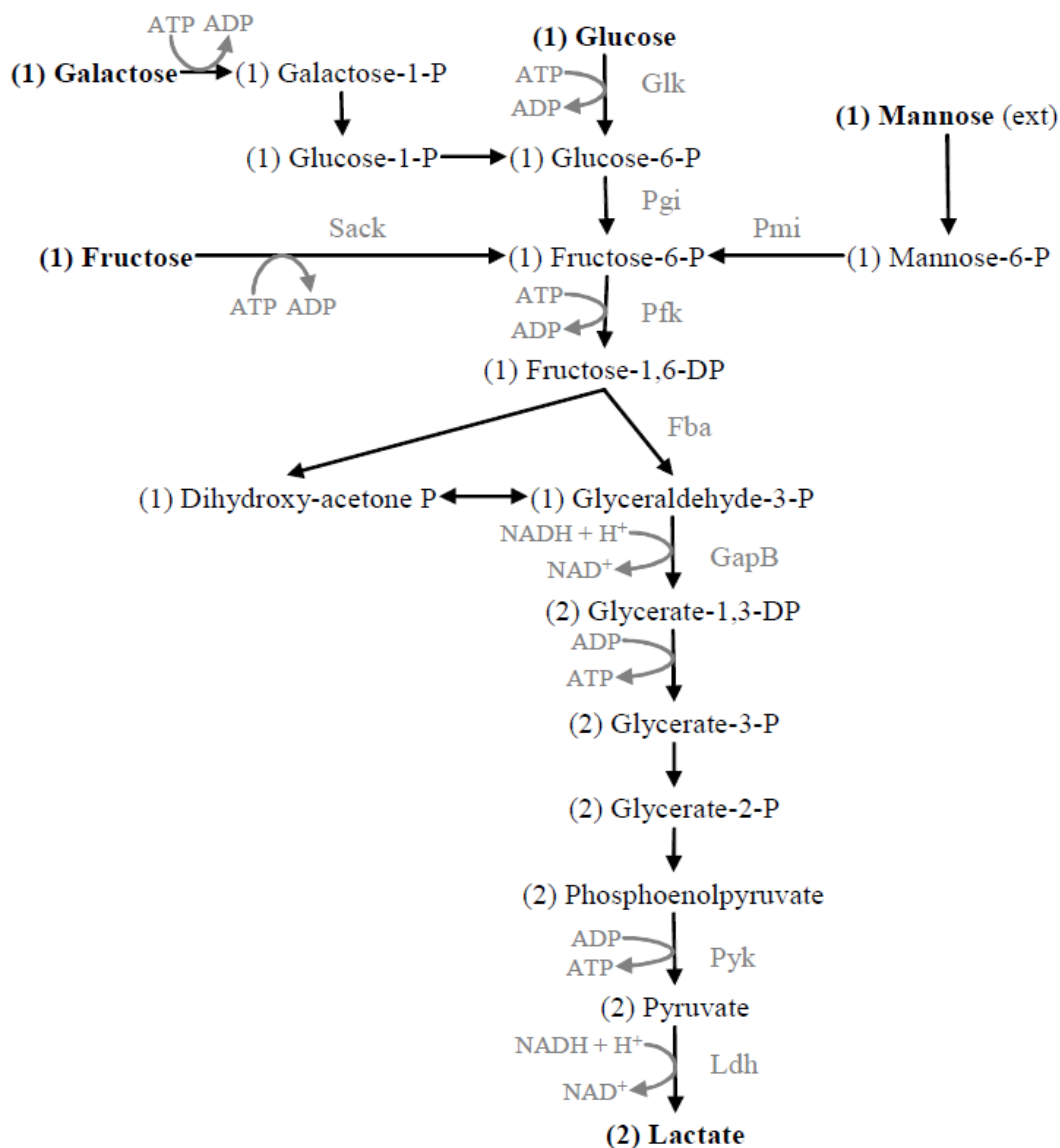 ATP ADP
(1) Galactose
(1) Galactose-1-P
(1) Glucose
ATP
ADP
Glk
(1) Mannose (ext)
(1) Glucose-1-P
(1) Glucose-6-P
Pgi
Sack
Pmi
(1) Fructose
(1) Fructose-6-P
(1) Mannose-6-P
ATP ADP
ATP
ADP
Pfk
(1) Fructose-1,6-DP
Fba
(1) Dihydroxy-acetone P
(1) Glyceraldehyde-3-P
NADH + H⁺
NAD⁺
GapB
(2) Glycerate-1,3-DP
ADP
ATP
(2) Glycerate-3-P
(2) Glycerate-2-P
(2) Phosphoenolpyruvate
ADP
ATP
Pyk
(2) Pyruvate
NADH + H⁺
NAD⁺
Ldh
(2) Lactate